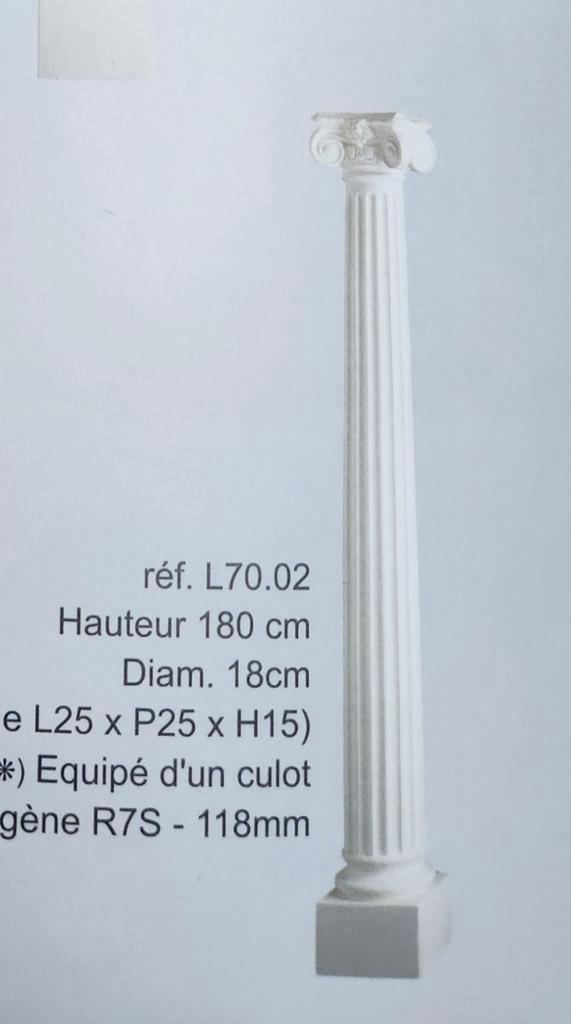 réf. L70.02
Hauteur 180 cm
Diam. 18cm
e L25 x P25 x H15)
*) Equipé d'un culot
gène R7S - 118mm